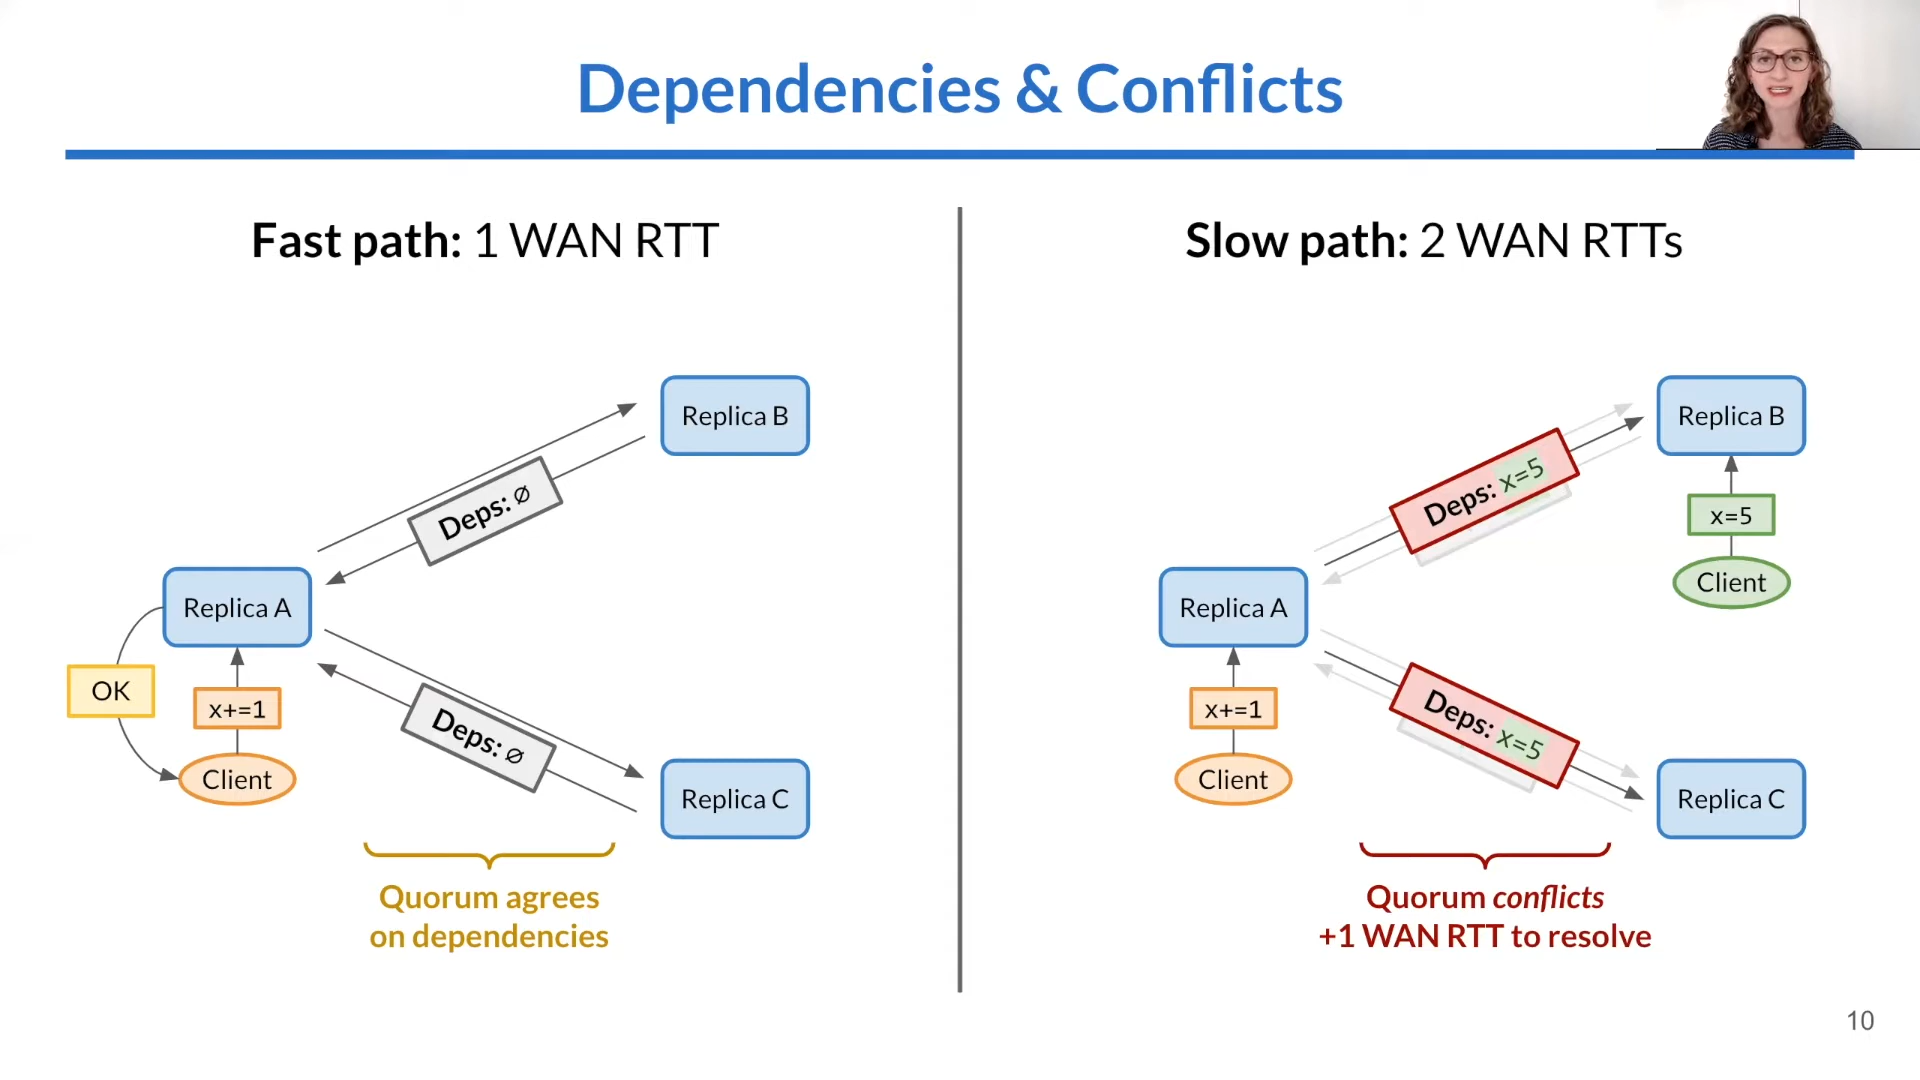 Dependencies & Conflicts
Fast path: 1 WAN RTT
Replica B
Deps: ∅
Replica A
OK
x+=1
Client
Deps: ∅
Replica C
Quorum agrees
on dependencies
Slow path: 2 WAN RTTs
Replica B
Deps: x=5
x=5
Client
Replica A
x+=1
Client
Deps: x=5
Replica C
Quorum conflicts
+1 WAN RTT to resolve
10